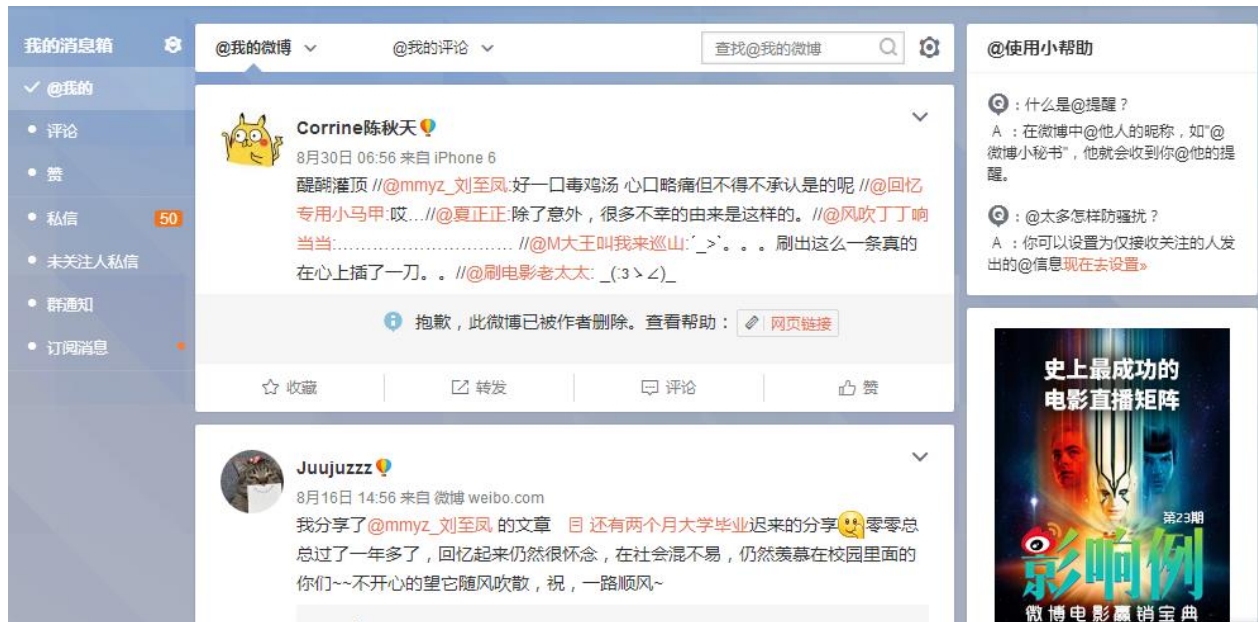 我的消息箱
@我的
评论
赞
私信 50
未关注人私信
群通知
订阅消息
@我的微博
@我的评论
查找@我的微博
Corrine陈秋天
8月30日 06:56 来自 iPhone 6
醍醐灌顶 //@mmyz_刘至凤:好一口毒鸡汤 心口略痛但不得不承认是的呢 //@回忆
专用小马甲:哎...//@夏正正:除了意外，很多不幸的由来是这样的。//@风吹丁丁响
当当:............................ //@M大王叫我来巡山:´_>`。。。刷出这么一条真的
在心上插了一刀。。//@刷电影老太太: _(:з⸃∠)_
抱歉，此微博已被作者删除。查看帮助： 网页链接
收藏
转发
评论
赞
Juujuzzz
8月16日 14:56 来自 微博 weibo.com
我分享了@mmyz_刘至凤 的文章 还有两个月大学毕业迟来的分享零零总
总过了一年多了，回忆起来仍然很怀念，在社会混不易，仍然羡慕在校园里面的
你们~~不开心的望它随风吹散，祝，一路顺风~
@使用小帮助
Q：什么是@提醒？
A ：在微博中@他人的昵称，如"@
微博小秘书"，他就会收到你@他的提
醒。
Q：@太多怎样防骚扰？
A ：你可以设置为仅接收关注的人发
出的@信息现在去设置»
史上最成功的
电影直播矩阵
第23期
影响例
微博电影赢销宝典